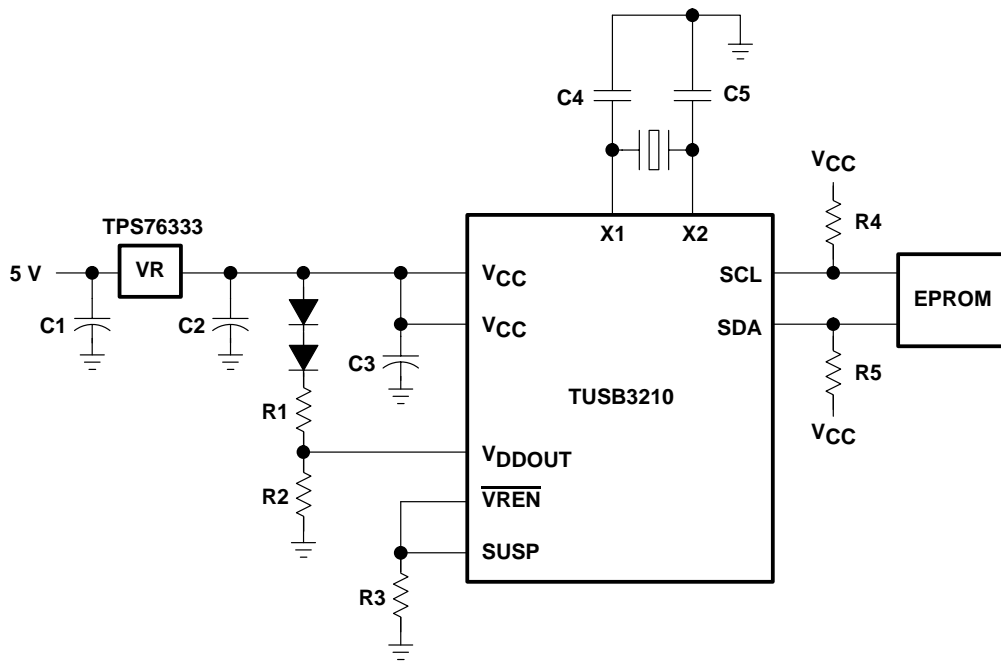 C4
C5
VCC
R4
TPS76333
X1
X2
5 V
VR
VCC
SCL
EPROM
C1
C2
VCC
SDA
C3
R5
TUSB3210
R1
VCC
VDDOUT
R2
VREN
SUSP
R3